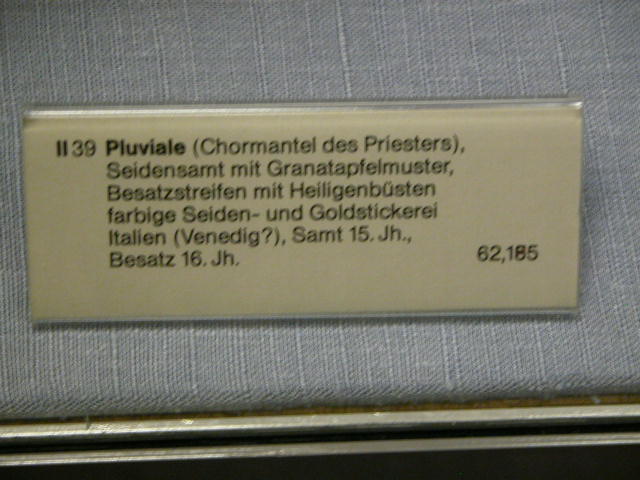 II 39 Pluviale (Chormantel des Priesters),
Seidensamt mit Granatapfelmuster,
Besatzstreifen mit Heiligenbüsten
farbige Seiden- und Goldstickerei
Italien (Venedig?), Samt 15. Jh.,
Besatz 16. Jh. 62,185